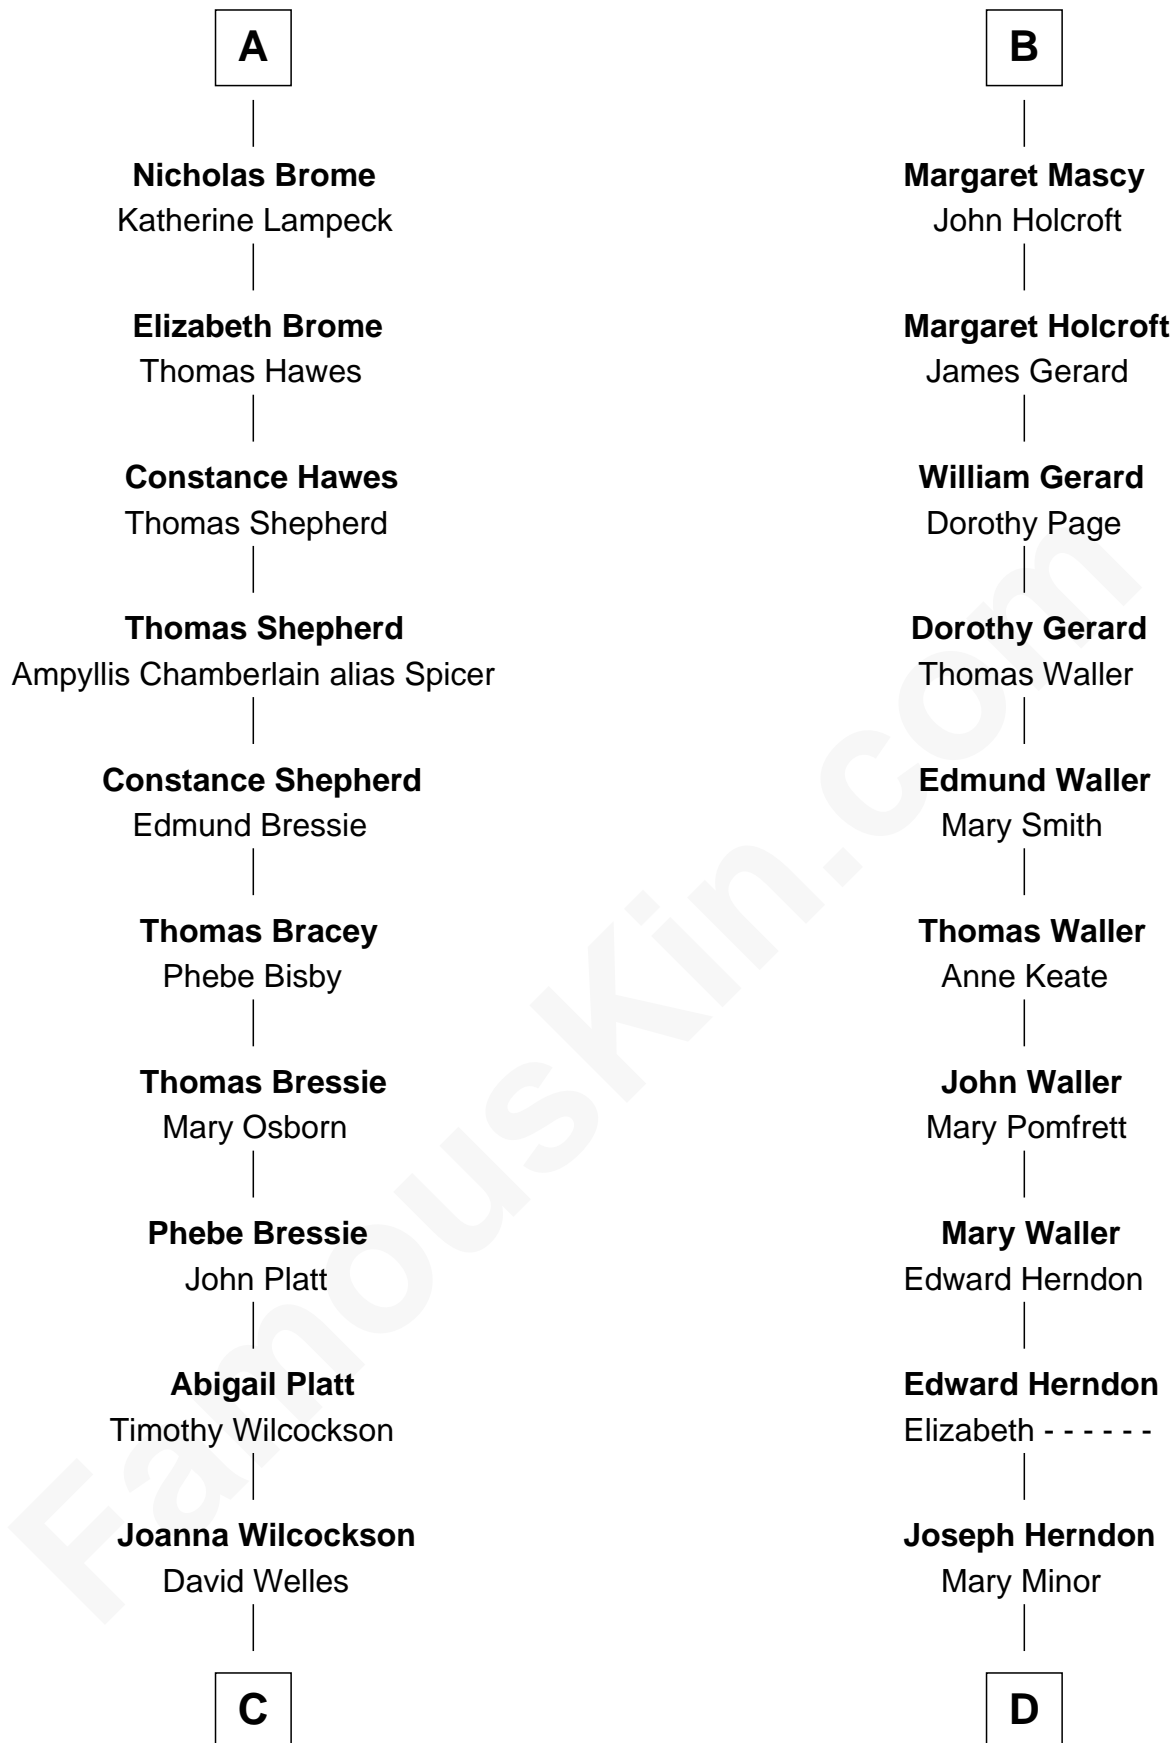 A
Nicholas Brome
Katherine Lampeck
Elizabeth Brome
Thomas Hawes
Constance Hawes
Thomas Shepherd
Thomas Shepherd
Ampyllis Chamberlain alias Spicer
Constance Shepherd
Edmund Bressie
Thomas Bracey
Phebe Bisby
Thomas Bressie
Mary Osborn
Phebe Bressie
John Platt
Abigail Platt
Timothy Wilcockson
Joanna Wilcockson
David Welles
C
B
Margaret Mascy
John Holcroft
Margaret Holcroft
James Gerard
William Gerard
Dorothy Page
Dorothy Gerard
Thomas Waller
Edmund Waller
Mary Smith
Thomas Waller
Anne Keate
John Waller
Mary Pomfrett
Mary Waller
Edward Herndon
Edward Herndon
Elizabeth - - - - - -
Joseph Herndon
Mary Minor
D
FamousKin.com